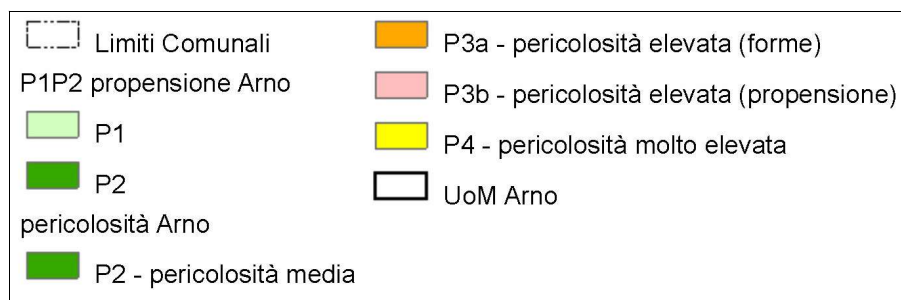 Limiti Comunali
P1P2 propensione Arno
P1
P2
pericolosità Arno
P2 - pericolosità media
P3a - pericolosità elevata (forme)
P3b - pericolosità elevata (propensione)
P4 - pericolosità molto elevata
UoM Arno